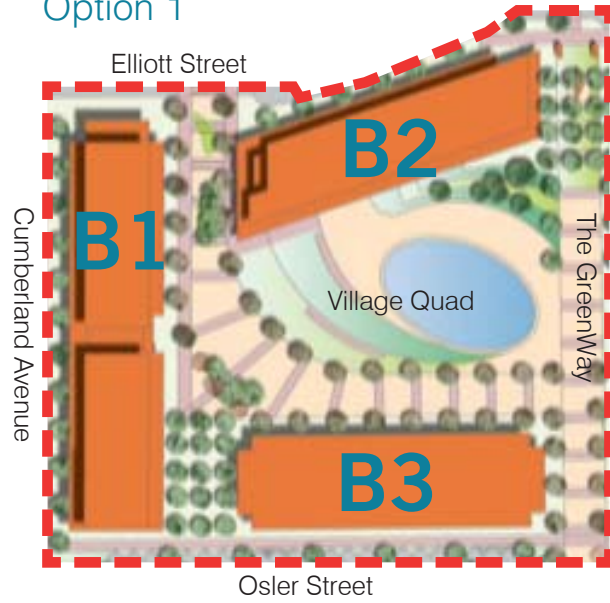 Option 1
Elliott Street
B2
B1
Cumberland Avenue
Village Quad
The GreenWay
B3
Osler Street